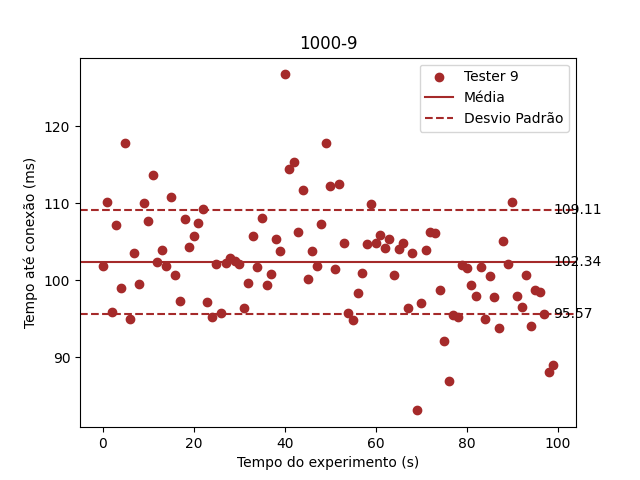 1000-9
Tester 9
Média
Desvio Padrão
Tempo até conexão (ms)
120
110
100
90
109.11
102.34
95.57
0 20 40 60 80 100
Tempo do experimento (s)